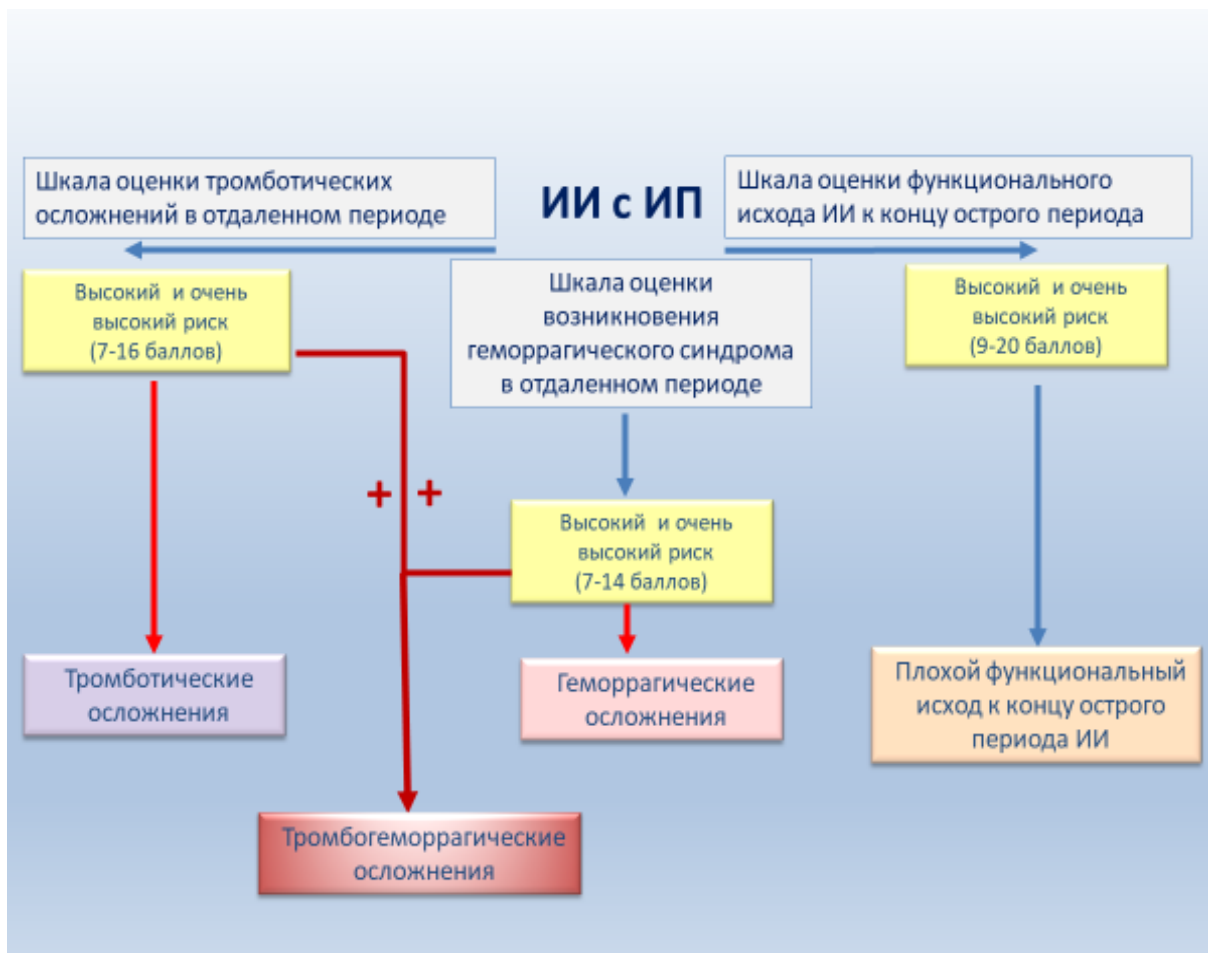 Шкала оценки тромботических
осложнений в отдаленном периоде
ИИ с ИП
Шкала оценки функционального
исхода ИИ к концу острого периода
Высокий и очень
высокий риск
(7-16 баллов)
Шкала оценки
возникновения
геморрагического синдрома
в отдаленном периоде
Высокий и очень
высокий риск
(9-20 баллов)
+ +
Высокий и очень
высокий риск
(7-14 баллов)
Тромботические
осложнения
Геморрагические
осложнения
Плохой функциональный
исход к концу острого
периода ИИ
Тромбогеморрагические
осложнения